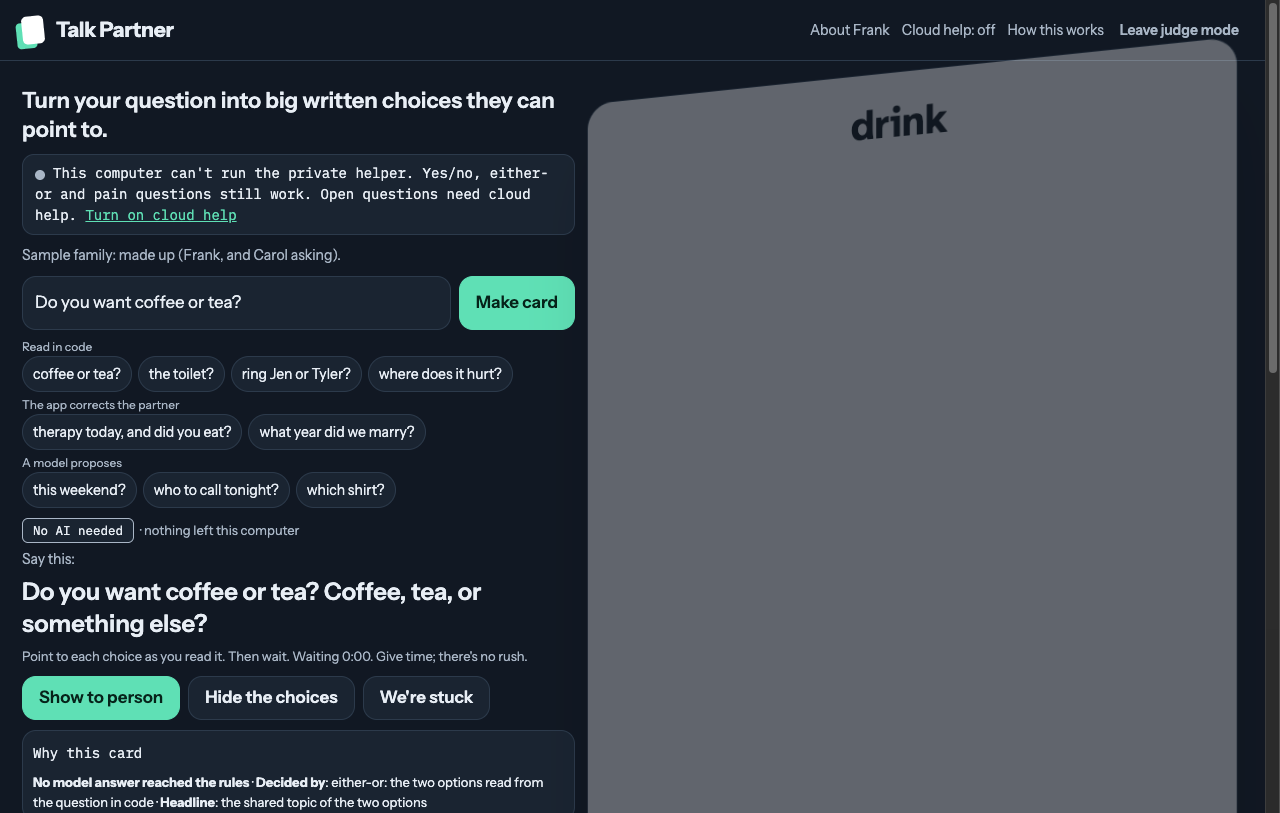 Talk Partner
About Frank
Cloud help: off
How this works
Leave judge mode
Turn your question into big written choices they can
point to.
This computer can't run the private helper. Yes/no, either-
or and pain questions still work. Open questions need cloud
help. Turn on cloud help
Sample family: made up (Frank, and Carol asking).
Do you want coffee or tea?
Make card
Read in code
coffee or tea?
the toilet?
ring Jen or Tyler?
where does it hurt?
The app corrects the partner
therapy today, and did you eat?
what year did we marry?
A model proposes
this weekend?
who to call tonight?
which shirt?
No AI needed · nothing left this computer
Say this:
Do you want coffee or tea? Coffee, tea, or
something else?
Point to each choice as you read it. Then wait. Waiting 0:00. Give time; there's no rush.
Show to person
Hide the choices
We're stuck
Why this card
No model answer reached the rules · Decided by: either-or: the two options read from
the question in code · Headline: the shared topic of the two options
drink